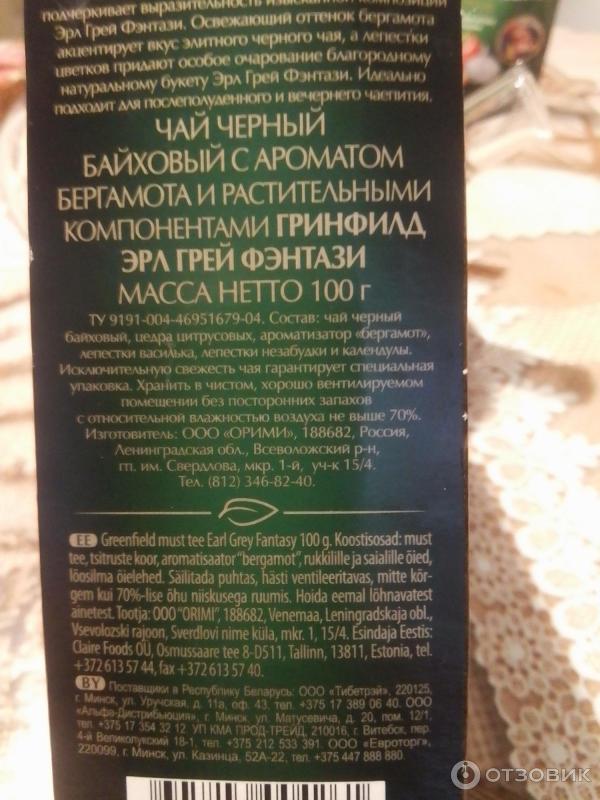 подчеркивает выразительность изысканной композиции
Эрл Грей Фэнтази. Освежающий оттенок бергамота
акцентирует вкус элитного черного чая, а лепестки
цветков придают особое очарование благородному
натуральному букету Эрл Грей Фэнтази. Идеально
подходит для послеполуденного и вечернего чаепития.
ЧАЙ ЧЕРНЫЙ
БАЙХОВЫЙ С АРОМАТОМ
БЕРГАМОТА И РАСТИТЕЛЬНЫМИ
КОМПОНЕНТАМИ ГРИНФИЛД
ЭРЛ ГРЕЙ ФЭНТАЗИ
МАССА НЕТТО 100 г
ТУ 9191-004-46951679-04. Состав: чай черный
байховый, цедра цитрусовых, ароматизатор «бергамот»,
лепестки василька, лепестки незабудки и календулы.
Исключительную свежесть чая гарантирует специальная
упаковка. Хранить в чистом, хорошо вентилируемом
помещении без посторонних запахов
с относительной влажностью воздуха не выше 70%.
Изготовитель: ООО «ОРИМИ», 188682, Россия,
Ленинградская обл., Всеволожский р-н,
гп. им. Свердлова, мкр. 1-й, уч-к 15/4.
Тел. (812) 346-82-40.
EE Greenfield must tee Earl Grey Fantasy 100 g. Koostisosad: must
tee, tsitruste koor, aromatisaator "bergamot", rukkilille ja saialille õied,
lõosilma õielehed. Säilitada puhtas, hästi ventileeritavas, mitte kõr-
gem kui 70%-lise õhu niiskusega ruumis. Hoida eemal lõhnavatest
ainetest. Tootja: OOO "ORIMI", 188682, Venemaa, Leningradskaja obl.,
Vsevolozski rajoon, Sverdlovi nime küla, mkr. 1, 15/4. Esindaja Eestis:
Claire Foods OÜ, Osmussaare tee 8-D511, Tallinn, 13811, Estonia, tel.
+372 613 57 44, fax +372 613 57 40.
BY Поставщики в Республику Беларусь: ООО «Тибетрэй», 220125,
г. Минск, ул. Уручская, д. 11а, оф. 43, тел. +375 17 389 06 40. ООО
«Альфа-Дистрибьюция», г. Минск, ул. Матусевича, д. 20, пом. 12/1,
тел. +375 17 354 32 12 УП КМА ПРОД-ТРЕЙД, 210016, г. Витебск, пер.
4-й Великолукский 18-1, тел. +375 212 533 391. ООО «Евроторг»,
220099, г. Минск, ул. Казинца, 52А-22, тел. +375 447 888 880.
ОТЗОВИК